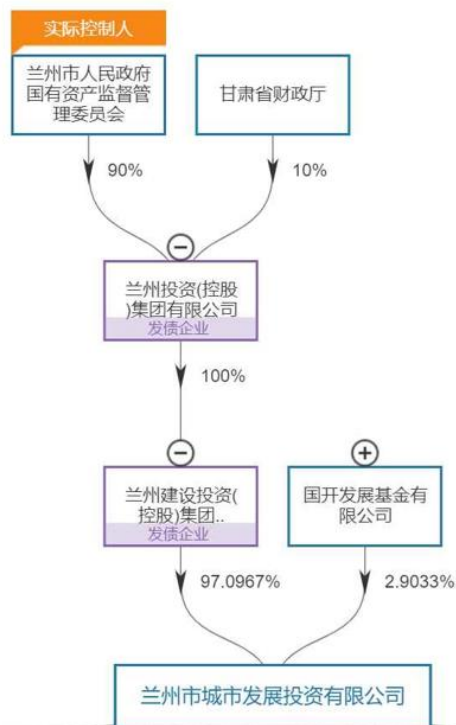 实际控制人
兰州市人民政府
国有资产监督管
理委员会
甘肃省财政厅
90%
10%
兰州投资(控股
)集团有限公司
发债企业
100%
兰州建设投资(
控股)集团..
发债企业
国开发展基金有
限公司
97.0967%
2.9033%
兰州市城市发展投资有限公司